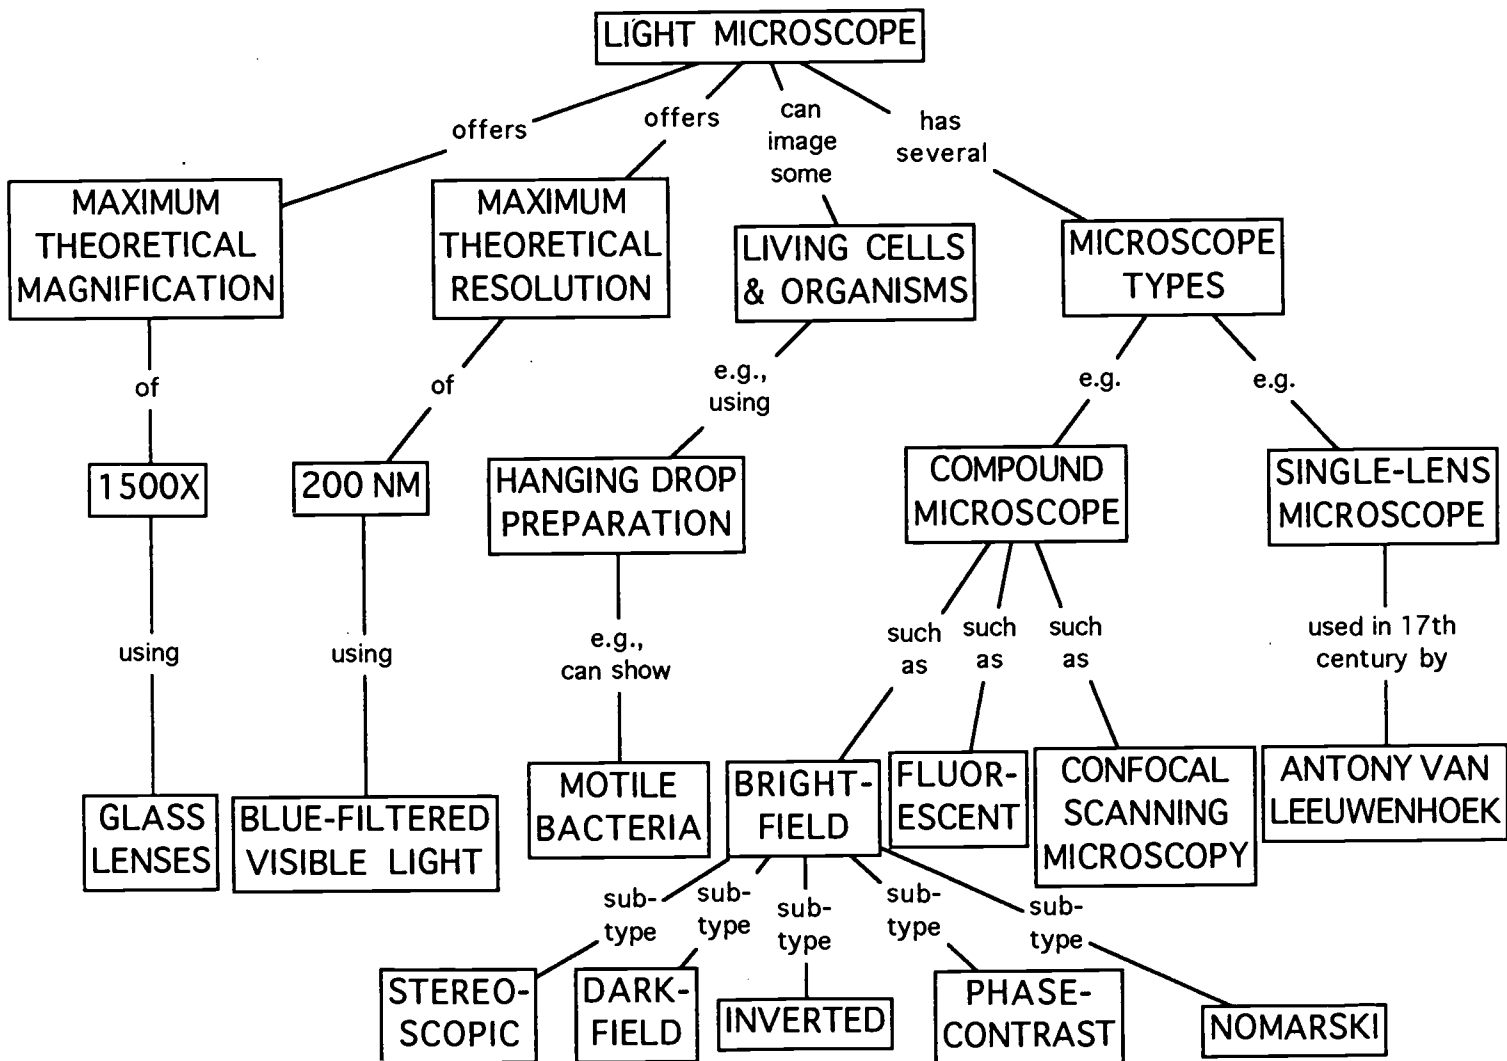 LIGHT MICROSCOPE
offers
offers
can
image
some
has
several
MAXIMUM
THEORETICAL
MAGNIFICATION
MAXIMUM
THEORETICAL
RESOLUTION
LIVING CELLS
& ORGANISMS
MICROSCOPE
TYPES
of
of
e.g.,
using
e.g.
e.g.
1500X
200 NM
HANGING DROP
PREPARATION
COMPOUND
MICROSCOPE
SINGLE-LENS
MICROSCOPE
using
using
e.g.,
can show
such
as
such
as
such
as
used in 17th
century by
GLASS
LENSES
BLUE-FILTERED
VISIBLE LIGHT
MOTILE
BACTERIA
BRIGHT-
FIELD
FLUOR-
ESCENT
CONFOCAL
SCANNING
MICROSCOPY
ANTONY VAN
LEEUWENHOEK
sub-
type
sub-
type
sub-
type
sub-
type
sub-
type
STEREO-
SCOPIC
DARK-
FIELD
INVERTED
PHASE-
CONTRAST
NOMARSKI